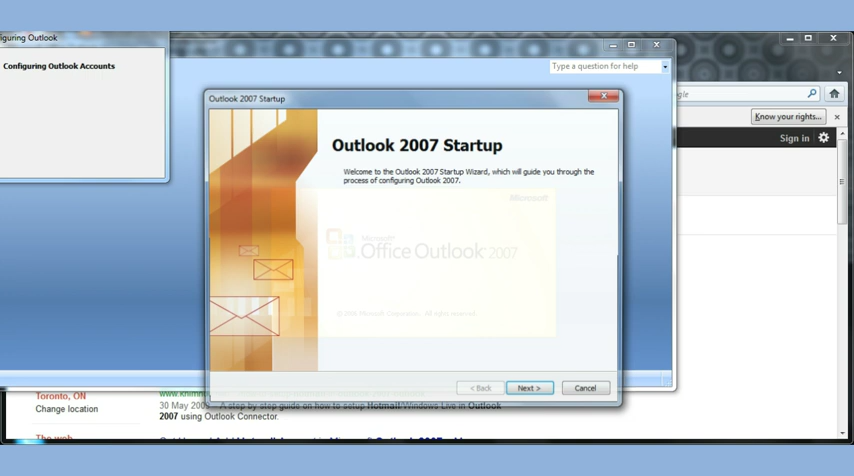 figuring Outlook
Configuring Outlook Accounts
Type a question for help
Outlook 2007 Startup
Outlook 2007 Startup
Welcome to the Outlook 2007 Startup Wizard, which will guide you through the
process of configuring Outlook 2007.
Microsoft
Microsoft
Office Outlook 2007
< Back
Next >
Cancel
gle
Know your rights...
Sign in
Toronto, ON
Change location
30 May 200 – A step by step guide on how to setup Hotmail/Windows Live in Outlook
2007 using Outlook Connector.
The web